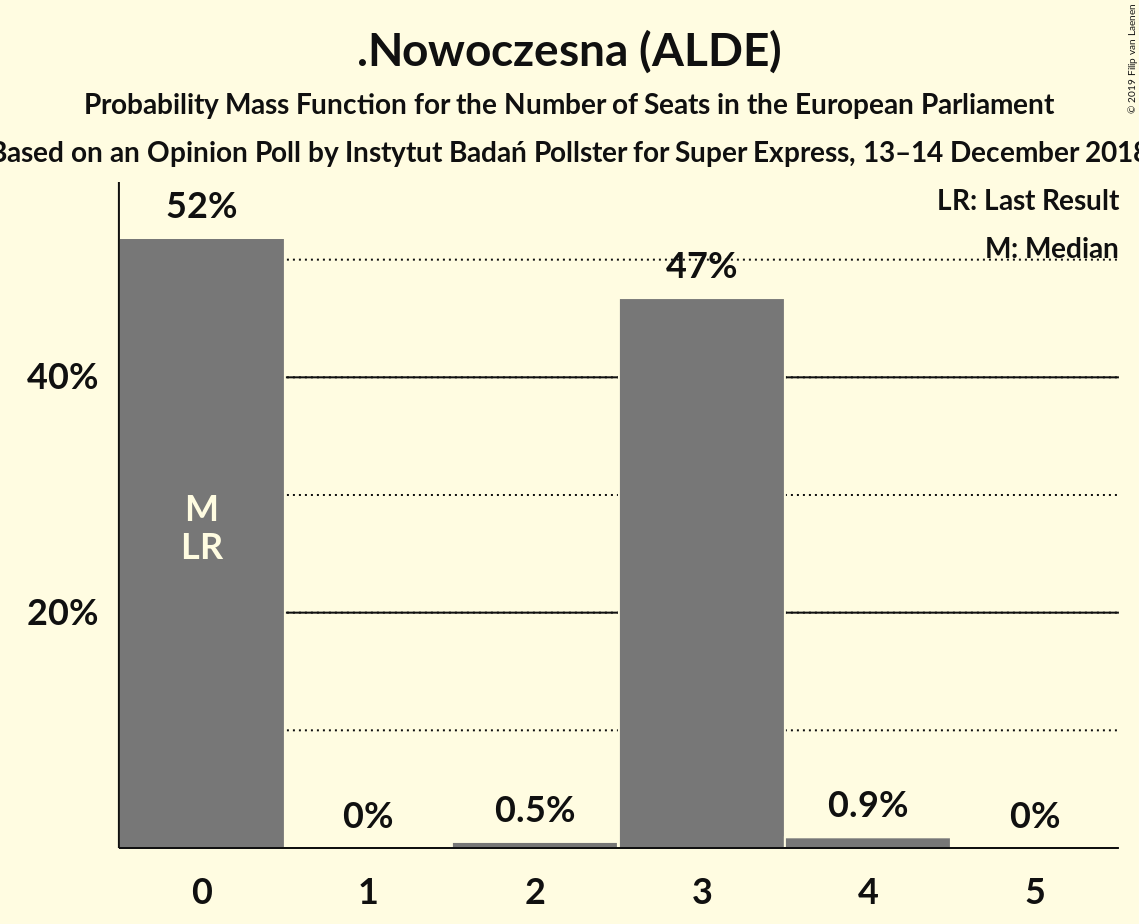 .Nowoczesna (ALDE)
Probability Mass Function for the Number of Seats in the European Parliament
Based on an Opinion Poll by Instytut Badań Pollster for Super Express, 13–14 December 2018
© 2019 Filip van Laenen
LR: Last Result
M: Median
52%
47%
40%
M
LR
20%
0%
0.5%
0.9%
0%
0 1 2 3 4 5